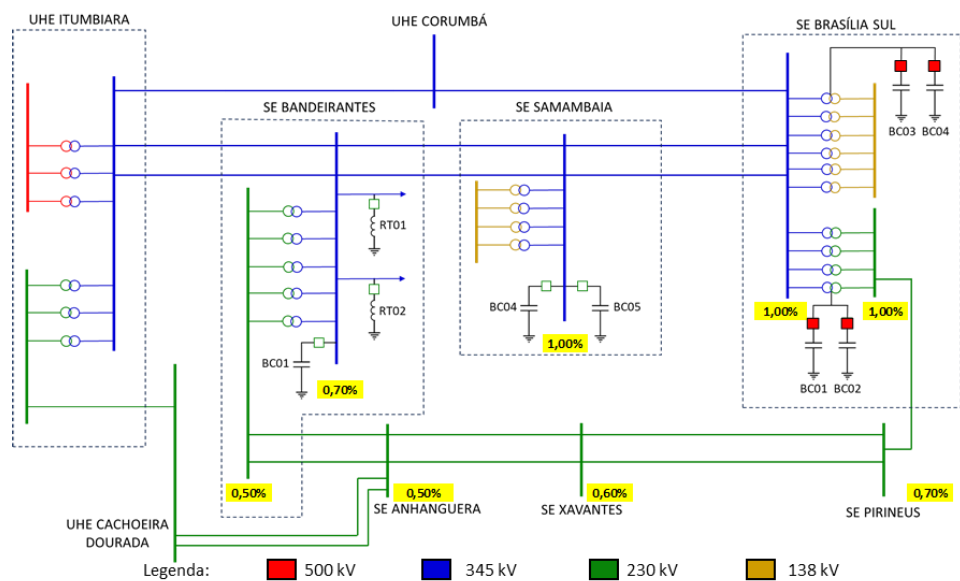 UHE ITUMBIARA
UHE CORUMBÁ
SE BRASÍLIA SUL
SE BANDEIRANTES
SE SAMAMBAIA
BC03
BC04
RT01
RT02
BC01
0,70%
BC04
BC05
1,00%
1,00%
1,00%
BC01
BC02
0,50%
0,50%
0,60%
0,70%
SE ANHANGUERA
SE XAVANTES
SE PIRINEUS
UHE CACHOEIRA
DOURADA
Legenda:
500 kV
345 kV
230 kV
138 kV